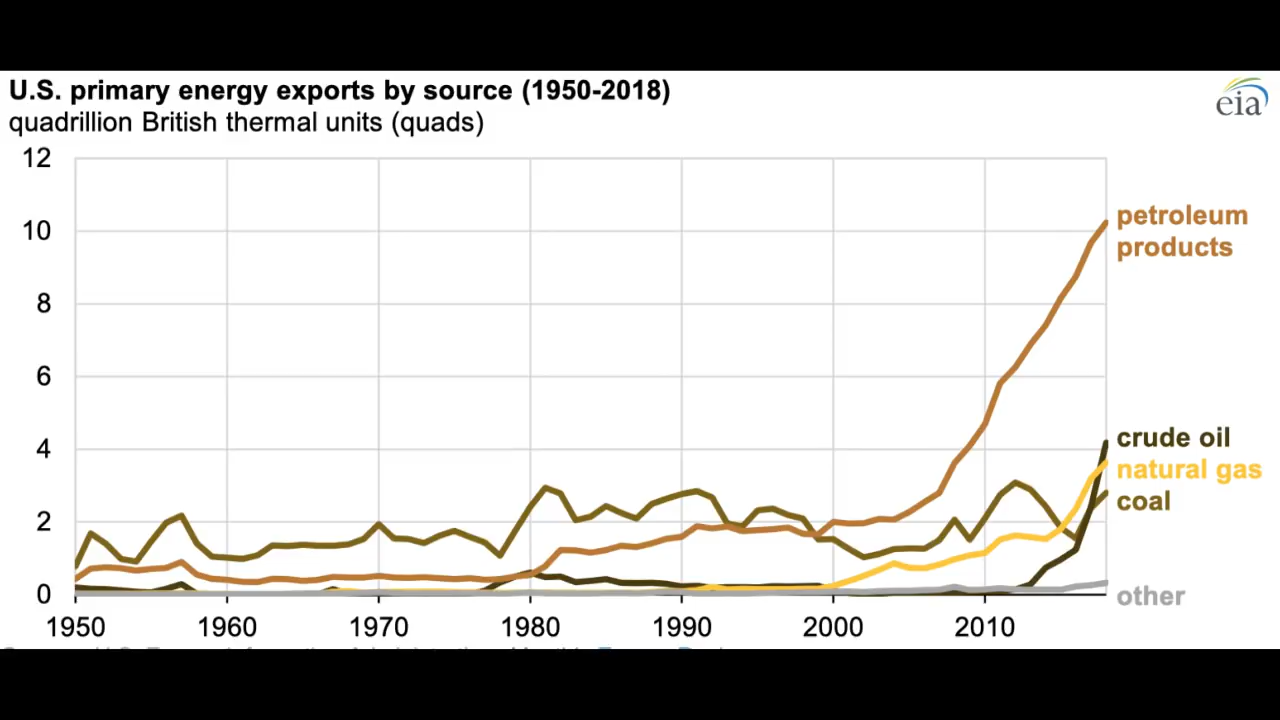 U.S. primary energy exports by source (1950-2018)
quadrillion British thermal units (quads)
eia
12
10
8
6
4
2
0
petroleum
products
crude oil
natural gas
coal
other
1950 1960 1970 1980 1990 2000 2010